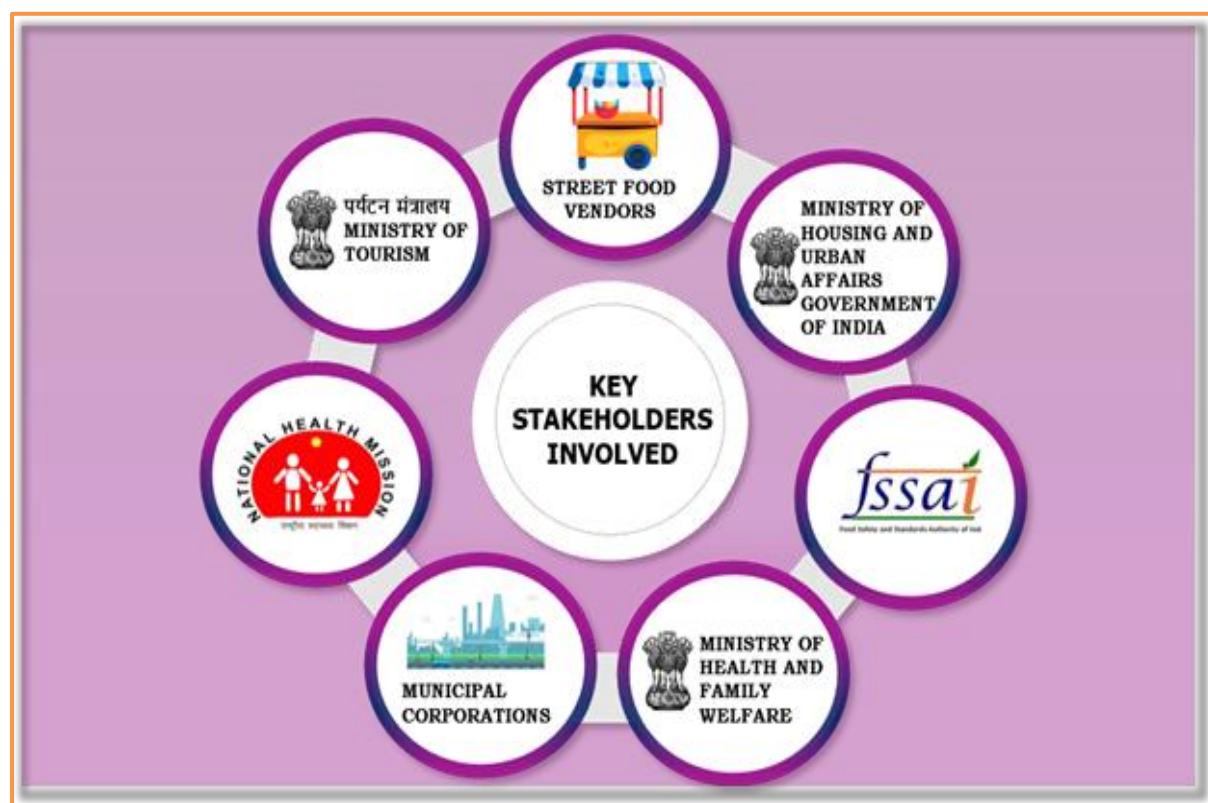 STREET FOOD
VENDORS
MINISTRY OF
HOUSING AND
URBAN
AFFAIRS
GOVERNMENT
OF INDIA
fssai
Food Safety and Standards Authority of Ind
MINISTRY OF
HEALTH AND
FAMILY
WELFARE
MUNICIPAL
CORPORATIONS
NATIONAL HEALTH MISSION
पर्यटन मंत्रालय
MINISTRY OF
TOURISM
KEY
STAKEHOLDERS
INVOLVED